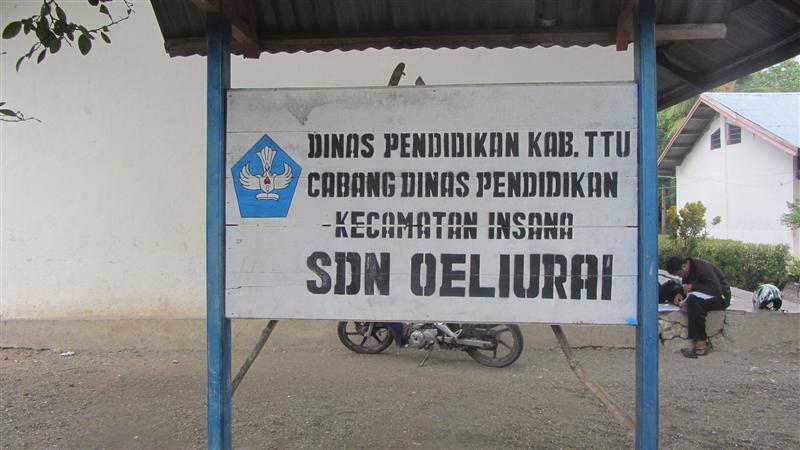 DINAS PENDIDIKAN KAB. TTU
CABANG DINAS PENDIDIKAN
KECAMATAN INSANA
SDN OELIURAI